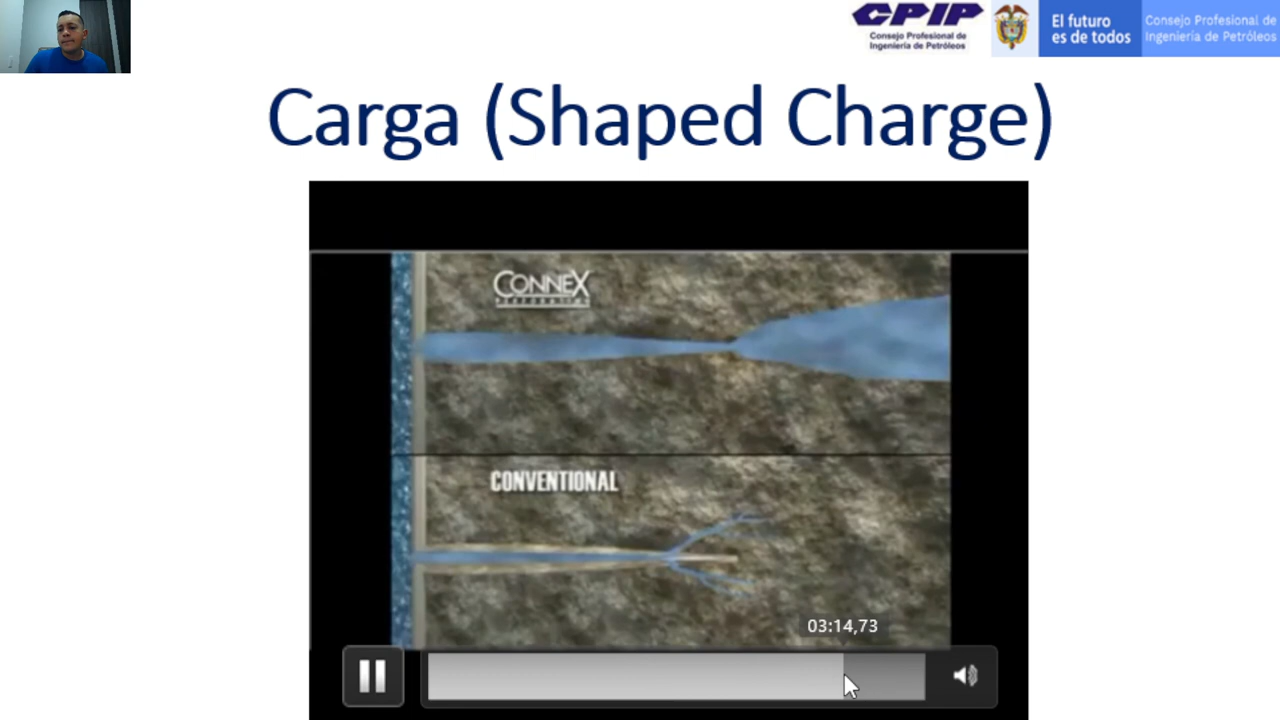 CPIP
Consejo Profesional de
Ingeniería de Petróleos
El futuro
es de todos
Consejo Profesional de
Ingeniería de Petróleos
Carga (Shaped Charge)
CONNEX
CONVENTIONAL
03:14,73